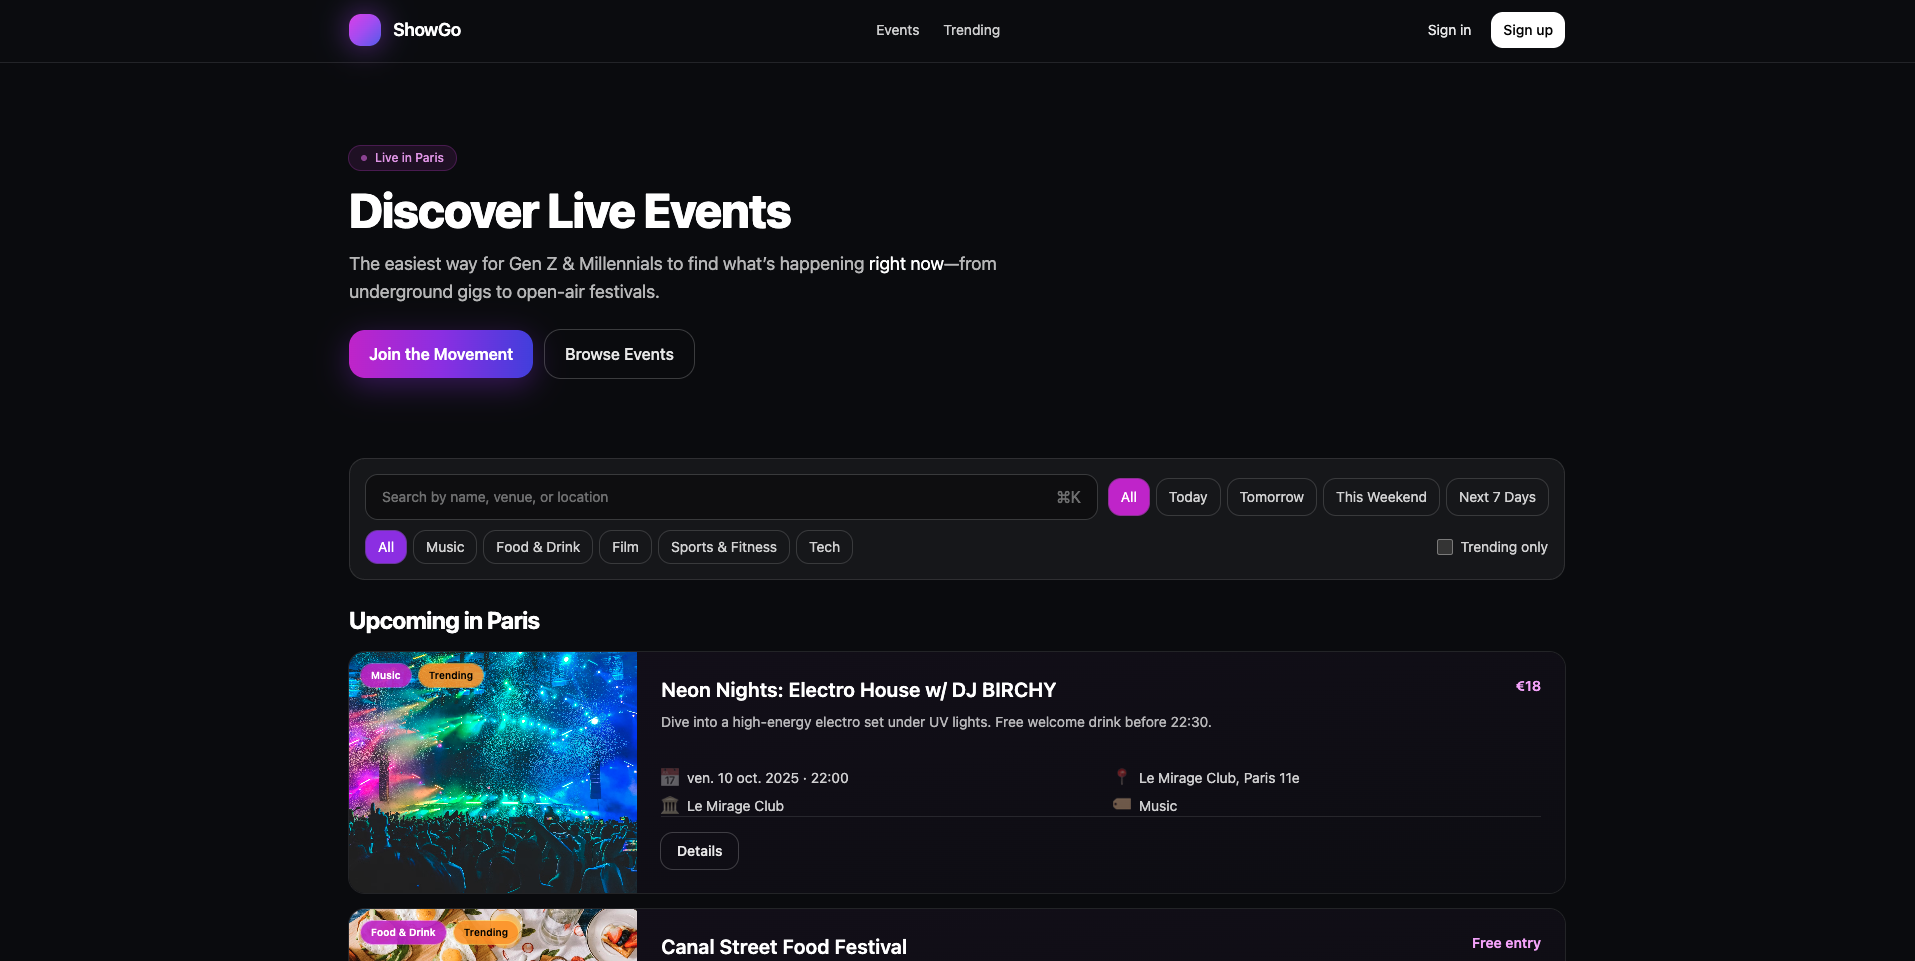 ShowGo
Events
Trending
Sign in
Sign up
Live in Paris
Discover Live Events
The easiest way for Gen Z & Millennials to find what’s happening right now—from
underground gigs to open-air festivals.
Join the Movement
Browse Events
Search by name, venue, or location
⌘K
All
Today
Tomorrow
This Weekend
Next 7 Days
All
Music
Food & Drink
Film
Sports & Fitness
Tech
Trending only
Upcoming in Paris
Music
Trending
Neon Nights: Electro House w/ DJ BIRCHY
€18
Dive into a high-energy electro set under UV lights. Free welcome drink before 22:30.
17
ven. 10 oct. 2025 · 22:00
Le Mirage Club, Paris 11e
Le Mirage Club
Music
Details
Food & Drink
Trending
Canal Street Food Festival
Free entry